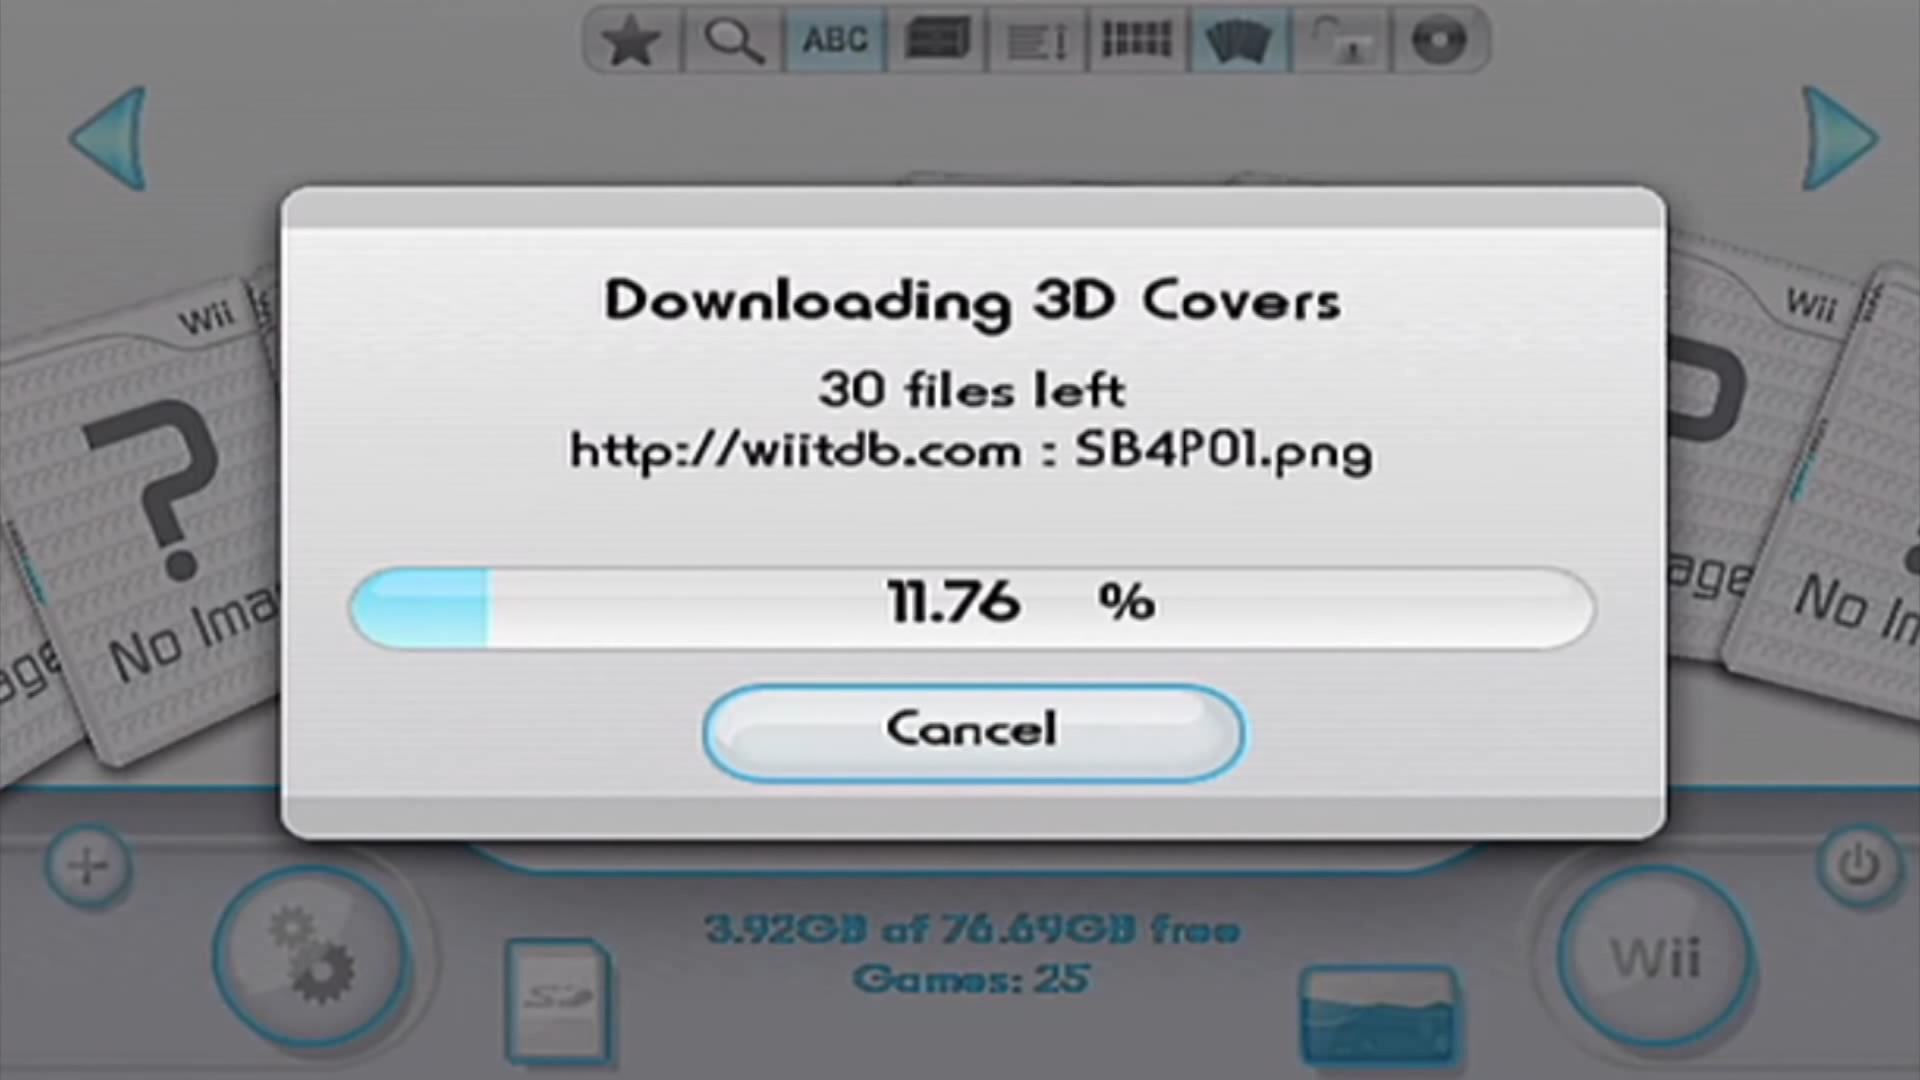 ABC
Wii
Wii
Downloading 3D Covers
30 files left
http://wiitdb.com : SB4P01.png
11.76 %
Cancel
No Ima
age
age
No In
3.92GB of 76.69GB free
Games: 25
SD
Wii